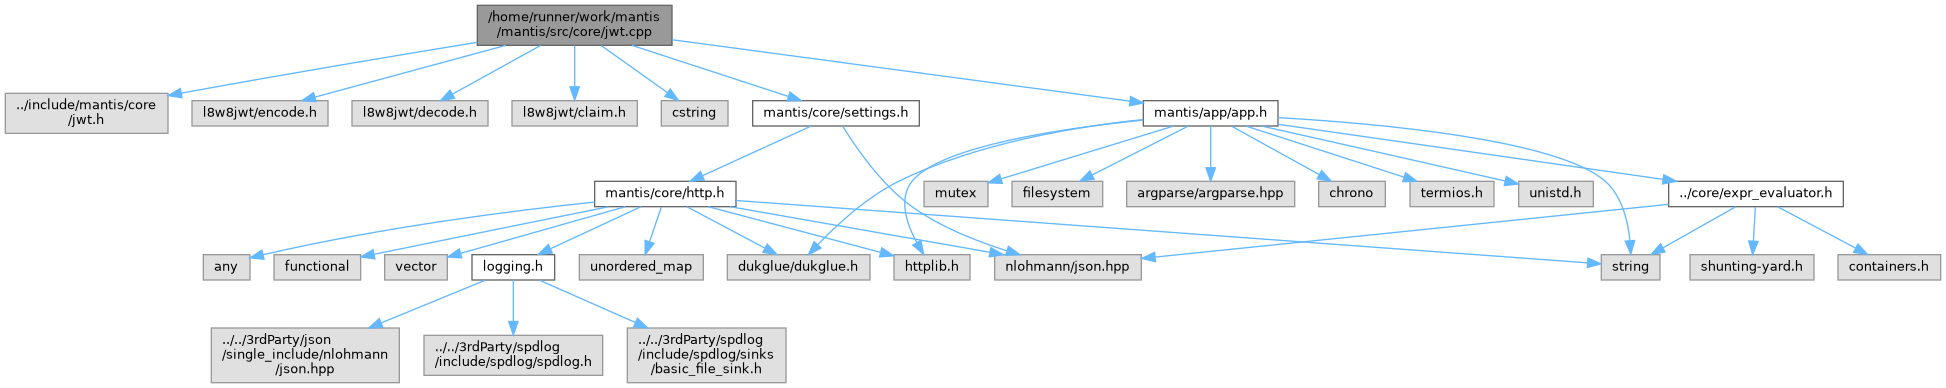 /home/runner/work/mantis
/mantis/src/core/jwt.cpp
../include/mantis/core
/jwt.h
l8w8jwt/encode.h
l8w8jwt/decode.h
l8w8jwt/claim.h
cstring
mantis/core/settings.h
mantis/app/app.h
mantis/core/http.h
mutex
filesystem
argparse/argparse.hpp
chrono
termios.h
unistd.h
../core/expr_evaluator.h
any
functional
vector
logging.h
unordered_map
dukglue/dukglue.h
httplib.h
nlohmann/json.hpp
string
shunting-yard.h
containers.h
../../3rdParty/json
/single_include/nlohmann
/json.hpp
../../3rdParty/spdlog
/include/spdlog/spdlog.h
../../3rdParty/spdlog
/include/spdlog/sinks
/basic_file_sink.h